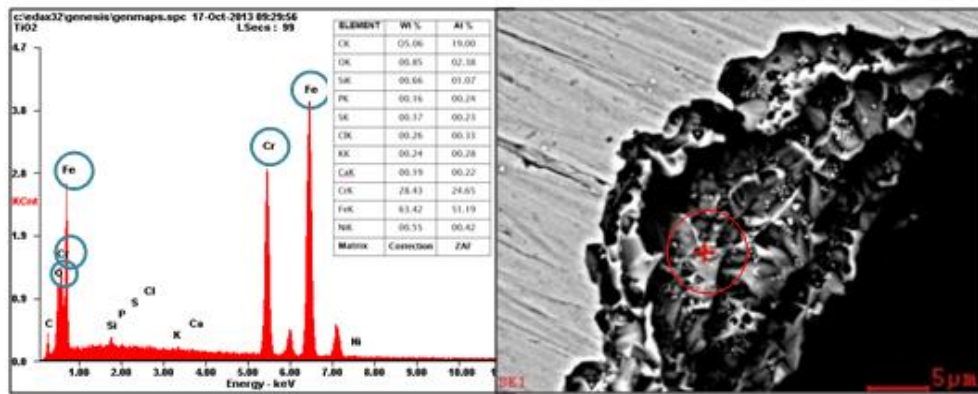 c:\edax32\genesis\genmaps.spc 17-Oct-2013 09:29:56
TiO2 LSecs : 99
4.7
3.8
2.8
KCnt
1.9
0.9
0.0
Fe
Cr
O
Fe
Cr
C
Si
P
S
Cl
K
Ca
Ni
1.00 2.00 3.00 4.00 5.00 6.00 7.00 8.00 9.00 10.00
Energy - keV
ELEMENT Wt % At %
CK 05.06 19.00
OK 00.85 02.38
SiK 00.66 01.07
PK 00.16 00.24
SK 00.37 00.23
ClK 00.26 00.33
KK 00.24 00.28
CaK 00.19 00.22
CrK 28.43 24.65
FeK 63.42 51.19
NiK 00.55 00.42
Matrix Correction ZAF
5µm